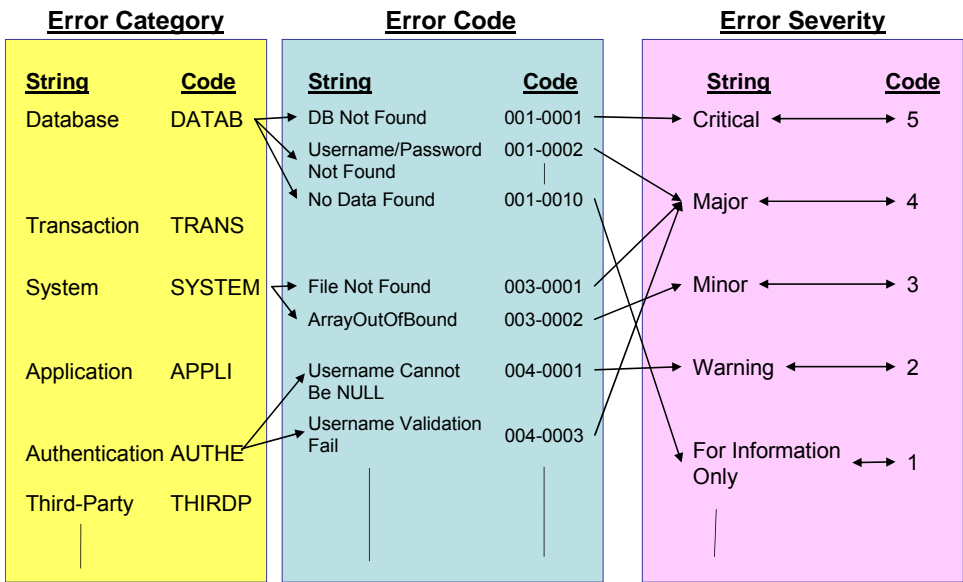 Error Category
Error Code
Error Severity
String Code
String Code
String Code
Database DATAB
DB Not Found 001-0001
Critical 5
Username/Password 001-0002
Not Found
No Data Found 001-0010
Major 4
Transaction TRANS
System SYSTEM
File Not Found 003-0001
Minor 3
ArrayOutOfBound 003-0002
Application APPLI
Username Cannot 004-0001
Be NULL
Warning 2
Username Validation 004-0003
Fail
Authentication AUTHE
For Information 1
Only
Third-Party THIRDP